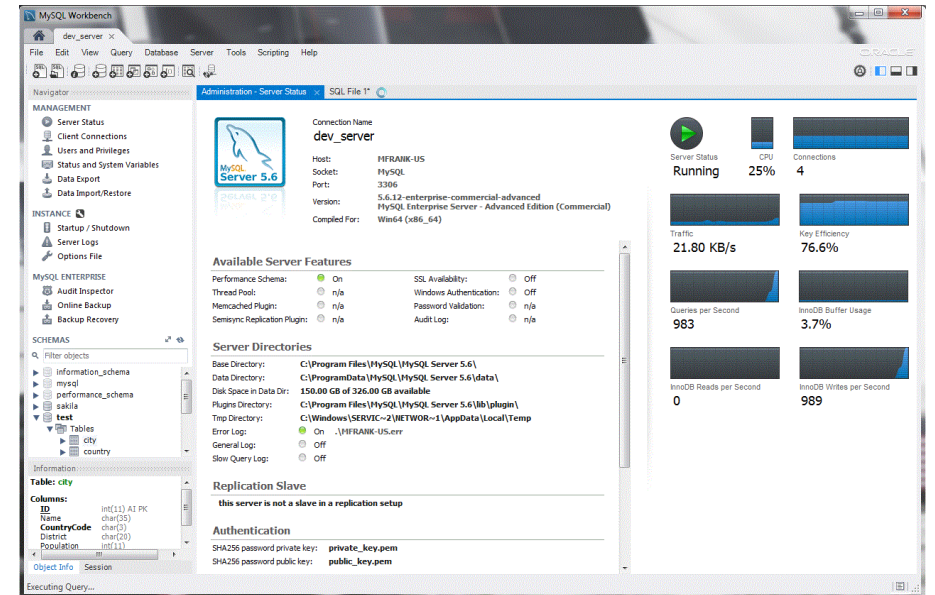 MySQL Workbench
dev_server
File Edit View Query Database Server Tools Scripting Help
ORACLE
Navigator
MANAGEMENT
Server Status
Client Connections
Users and Privileges
Status and System Variables
Data Export
Data Import/Restore
INSTANCE
Startup / Shutdown
Server Logs
Options File
MySQL ENTERPRISE
Audit Inspector
Online Backup
Backup Recovery
SCHEMAS
Filter objects
information_schema
mysql
performance_schema
sakila
test
Tables
city
country
Information
Table: city
Columns:
ID int(11) AI PK
Name char(35)
CountryCode char(3)
District char(20)
Population int(11)
Object Info Session
Administration - Server Status SQL File 1*
MySQL
Server 5.6
Connection Name
dev_server
Host: MFRANK-US
Socket: MySQL
Port: 3306
Version: 5.6.12-enterprise-commercial-advanced
MySQL Enterprise Server - Advanced Edition (Commercial)
Compiled For: Win64 (x86_64)
Available Server Features
Performance Schema: On SSL Availability: Off
Thread Pool: n/a Windows Authentication: Off
Memcached Plugin: n/a Password Validation: n/a
Semisync Replication Plugin: n/a Audit Log: n/a
Server Directories
Base Directory: C:\Program Files\MySQL\MySQL Server 5.6\
Data Directory: C:\ProgramData\MySQL\MySQL Server 5.6\data\
Disk Space in Data Dir: 150.00 GB of 326.00 GB available
Plugins Directory: C:\Program Files\MySQL\MySQL Server 5.6\lib\plugin\
Tmp Directory: C:\Windows\SERVIC~2\NETWOR~1\AppData\Local\Temp
Error Log: On .\MFRANK-US.err
General Log: Off
Slow Query Log: Off
Replication Slave
this server is not a slave in a replication setup
Authentication
SHA256 password private key: private_key.pem
SHA256 password public key: public_key.pem
Server Status CPU Connections
Running 25% 4
Traffic Key Efficiency
21.80 KB/s 76.6%
Queries per Second InnoDB Buffer Usage
983 3.7%
InnoDB Reads per Second InnoDB Writes per Second
0 989
Executing Query...